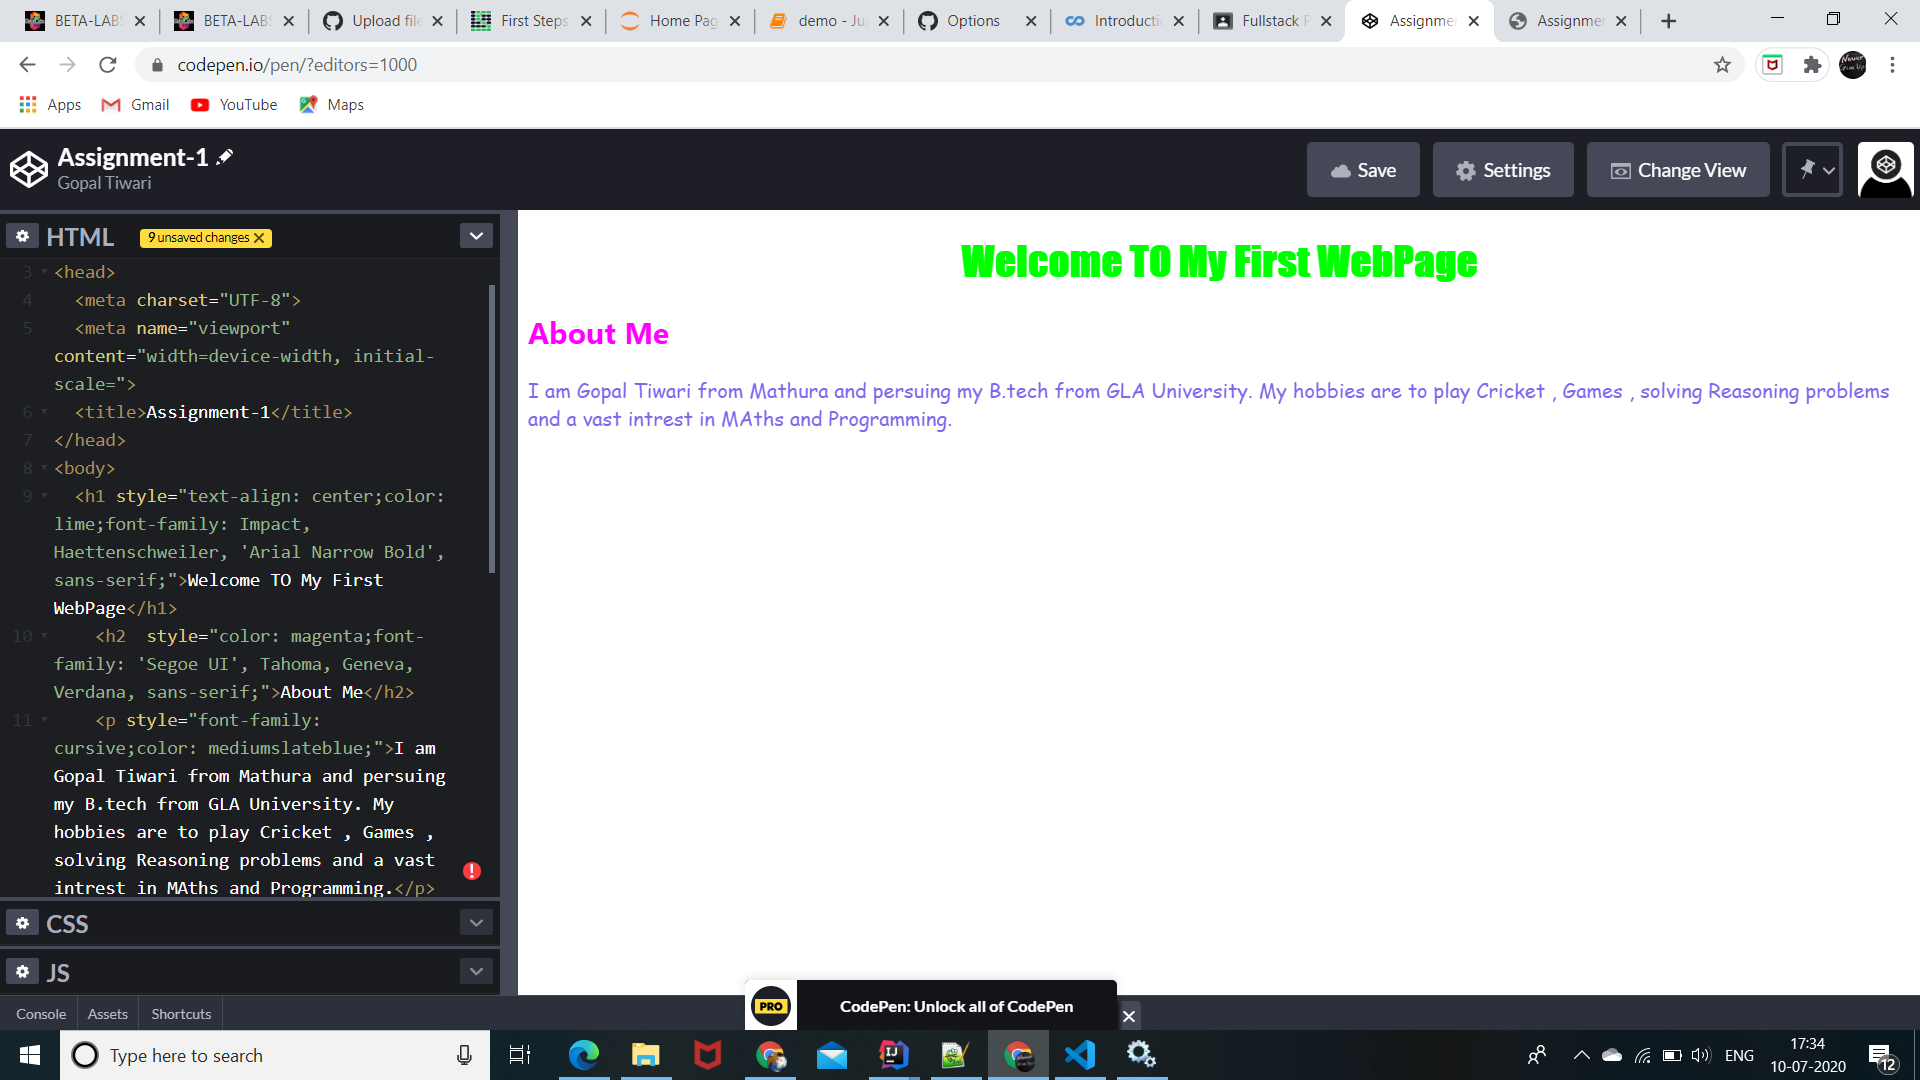 BETA-LABS
BETA-LABS
Upload file
First Steps
Home Pag
demo - Ju
Options
Introducti
Fullstack
Assignmen
Assignmen
codepen.io/pen/?editors=1000
Apps
Gmail
YouTube
Maps
Assignment-1
Gopal Tiwari
Save
Settings
Change View
HTML
9 unsaved changes
3 <head>
4 <meta charset="UTF-8">
5 <meta name="viewport"
content="width=device-width, initial-
scale=">
6 <title>Assignment-1</title>
7 </head>
8 <body>
9 <h1 style="text-align: center;color:
lime;font-family: Impact,
Haettenschweiler, 'Arial Narrow Bold',
sans-serif;">Welcome TO My First
WebPage</h1>
10 <h2  style="color: magenta;font-
family: 'Segoe UI', Tahoma, Geneva,
Verdana, sans-serif;">About Me</h2>
11 <p style="font-family:
cursive;color: mediumslateblue;">I am
Gopal Tiwari from Mathura and persuing
my B.tech from GLA University. My
hobbies are to play Cricket , Games ,
solving Reasoning problems and a vast
intrest in MAths and Programming.</p>
CSS
JS
Welcome TO My First WebPage
About Me
I am Gopal Tiwari from Mathura and persuing my B.tech from GLA University. My hobbies are to play Cricket , Games , solving Reasoning problems
and a vast intrest in MAths and Programming.
Console
Assets
Shortcuts
PRO
CodePen: Unlock all of CodePen
Type here to search
ENG
17:34
10-07-2020
12